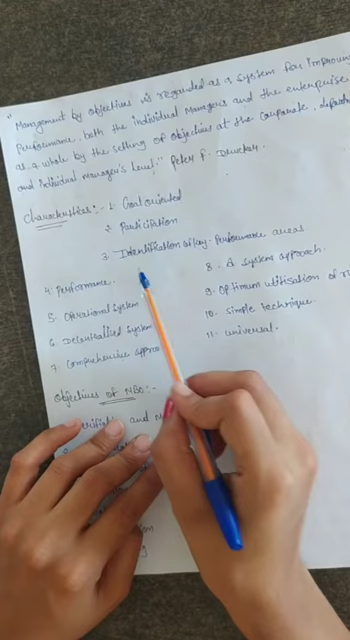 "Management by objectives is regarded as a system for improving
Performance, both the individual Managers and the enterprise
as a whole by the setting of objectives at the corporate,
and individual manager's level." Peter F. Drucker.
Characteristics:- 1. Goal oriented
2. Participation
3. Identification of key-Performance areas
4. Performance.
5. Operational System
6. Decentralised System
7. Comprehensive
8. A system approach.
9. Optimum utilisation of
10. Simple technique.
11. universal.
Objectives of MBO:-
and